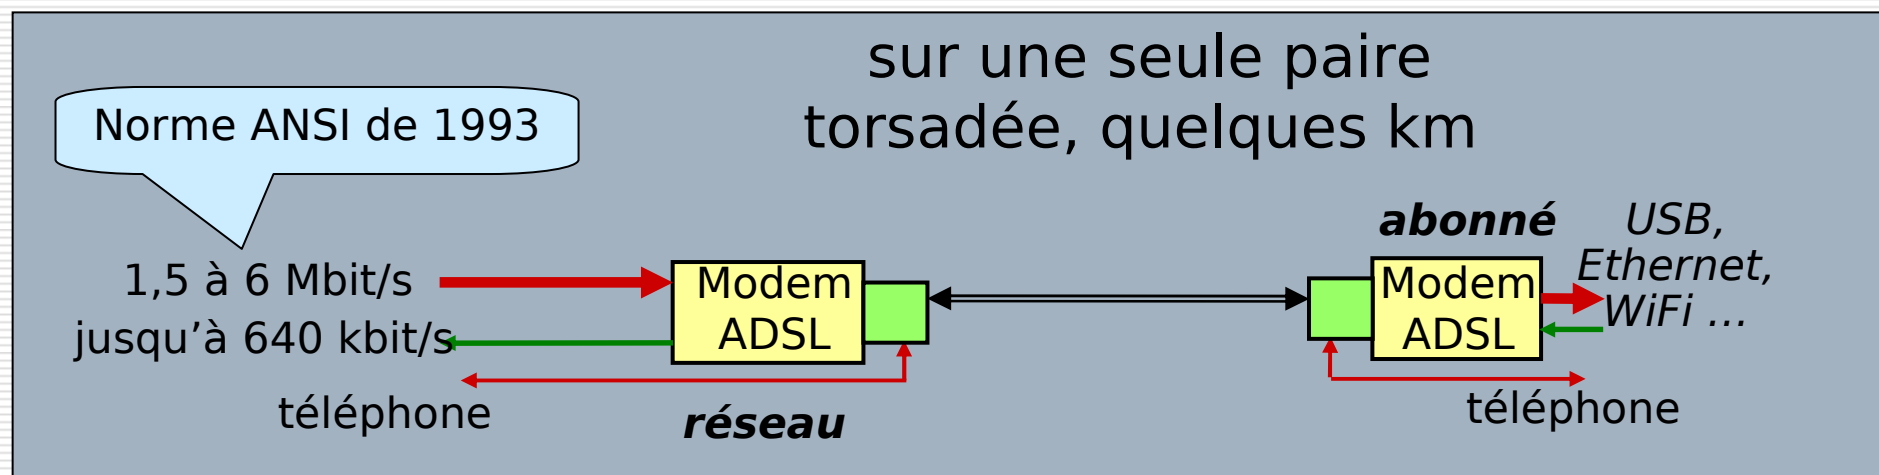 sur une seule paire
torsadée, quelques km
Norme ANSI de 1993
abonné
USB,
Ethernet,
WiFi ...
1,5 à 6 Mbit/s
jusqu’à 640 kbit/s
Modem
ADSL
Modem
ADSL
téléphone
réseau
téléphone